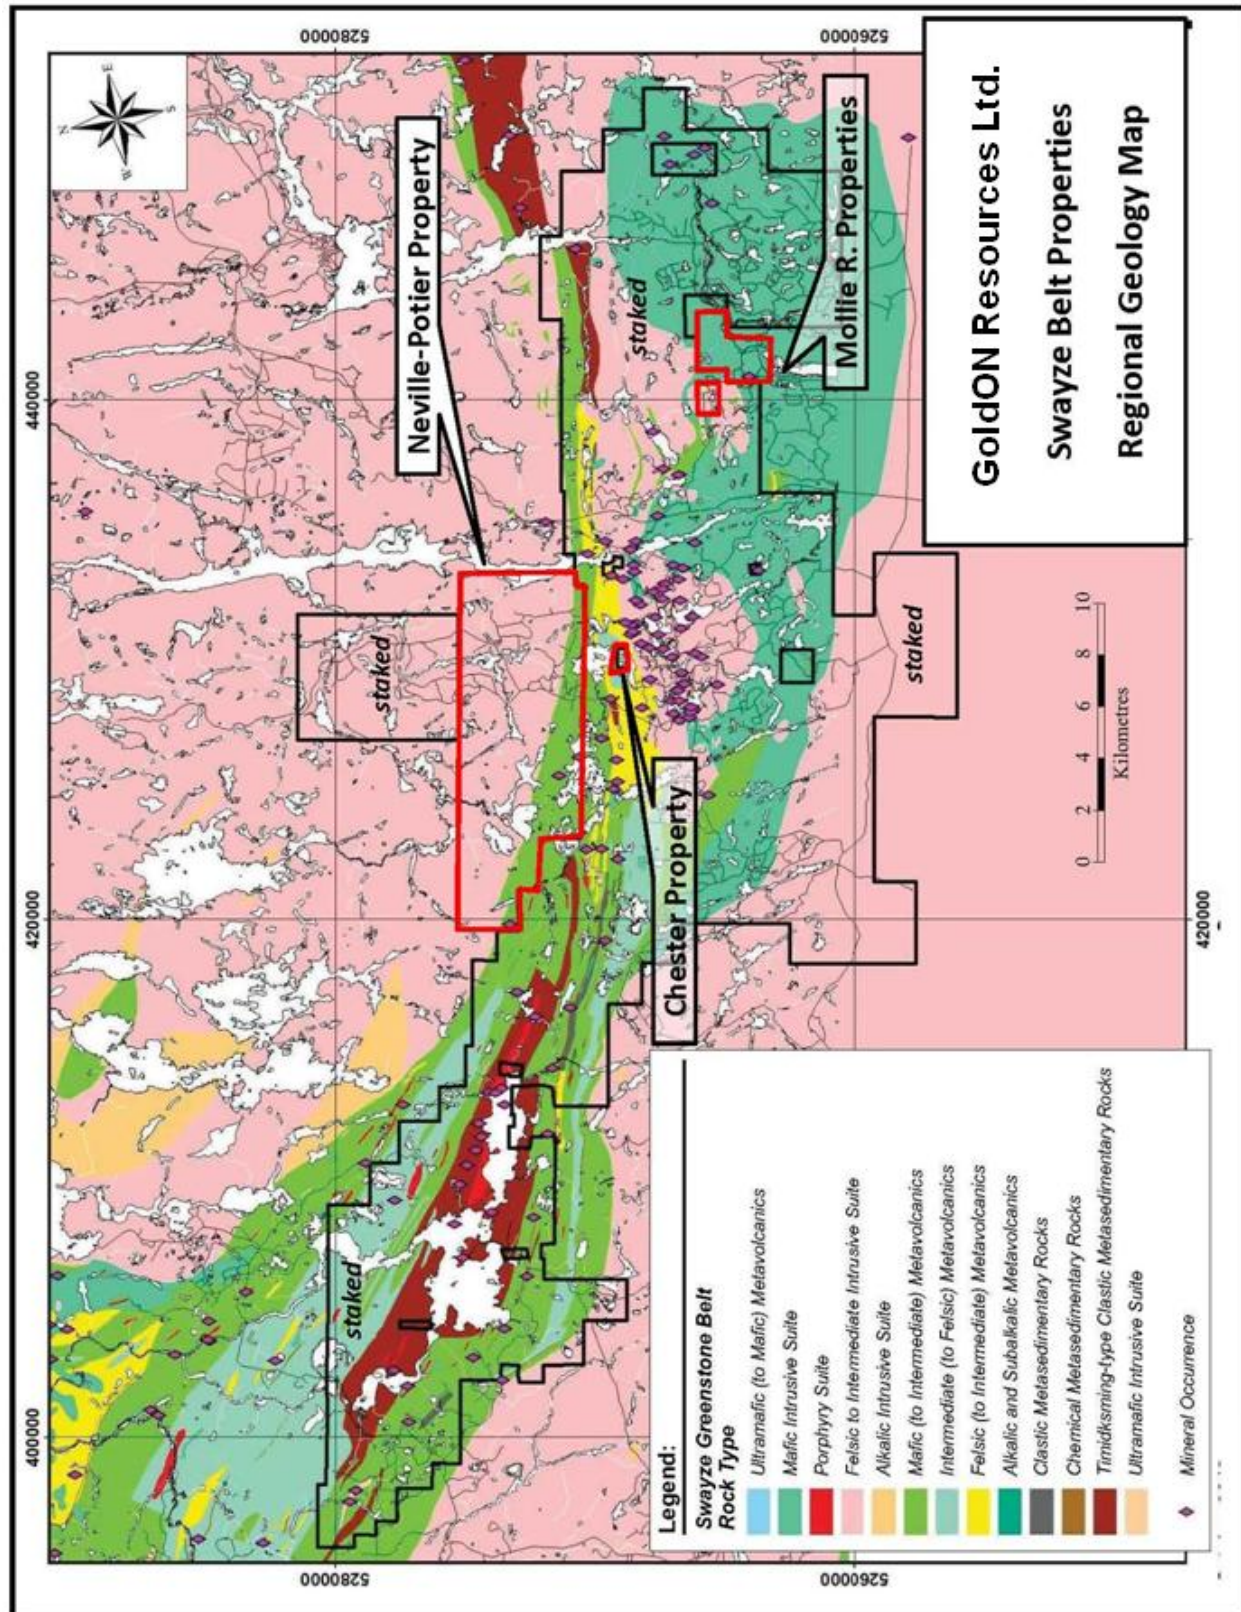 GoldON Resources Ltd.
Swayze Belt Properties
Regional Geology Map
400000
420000
440000
5280000
5280000
5260000
5260000
420000
N
E
S
W
staked
staked
staked
staked
Neville-Potier Property
Chester Property
Mollie R. Properties
0 2 4 6 8 10
Kilometres
Legend:
Swayze Greenstone Belt
Rock Type
Ultramafic (to Mafic) Metavolcanics
Mafic Intrusive Suite
Porphyry Suite
Felsic to Intermediate Intrusive Suite
Alkalic Intrusive Suite
Mafic (to Intermediate) Metavolcanics
Intermediate (to Felsic) Metavolcanics
Felsic (to Intermediate) Metavolcanics
Alkalic and Subalkalic Metavolcanics
Clastic Metasedimentary Rocks
Chemical Metasedimentary Rocks
Timidksming-type Clastic Metasedimentary Rocks
Ultramafic Intrusive Suite
Mineral Occurrence